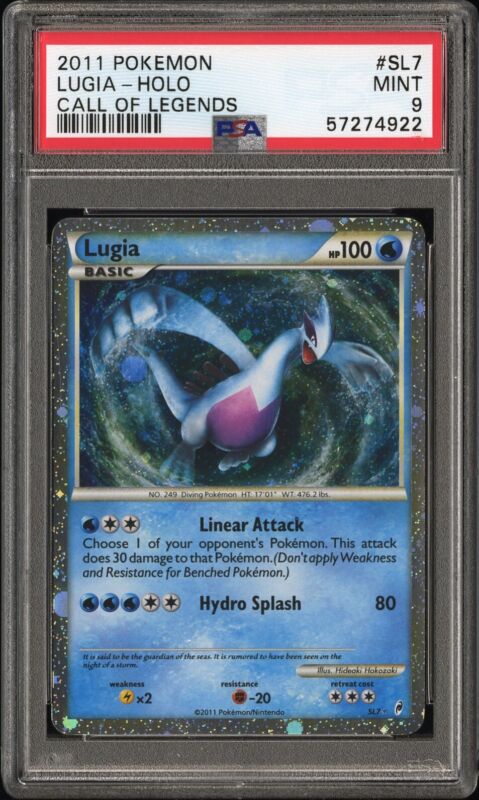 2011 POKEMON #SL7
LUGIA - HOLO MINT
CALL OF LEGENDS 9
PSA 57274922
Lugia HP100
BASIC
NO. 249 Diving Pokémon HT: 17'01" WT: 476.2 lbs.
Linear Attack
Choose 1 of your opponent's Pokémon. This attack
does 30 damage to that Pokémon.(Don't apply Weakness
and Resistance for Benched Pokémon.)
Hydro Splash 80
It is said to be the guardian of the seas. It is rumored to have been seen on the
night of a storm.
Illus. Hideaki Hakozaki
weakness resistance retreat cost
x2 -20
©2011 Pokémon/Nintendo SL7